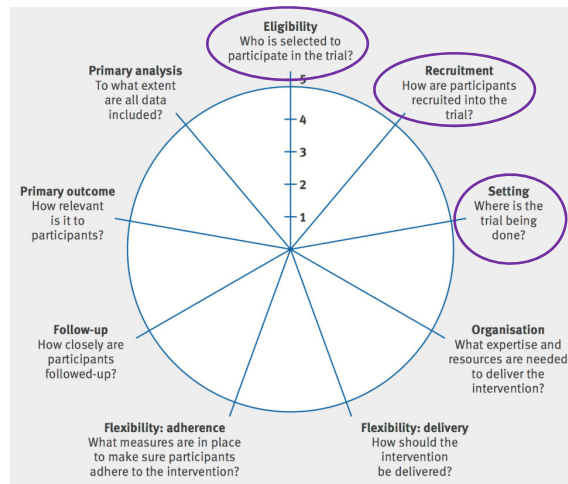 Eligibility
Who is selected to
participate in the trial?
Recruitment
How are participants
recruited into the
trial?
Setting
Where is the
trial being
done?
Organisation
What expertise and
resources are needed
to deliver the
intervention?
Flexibility: delivery
How should the
intervention
be delivered?
Flexibility: adherence
What measures are in place
to make sure participants
adhere to the intervention?
Follow-up
How closely are
participants
followed-up?
Primary outcome
How relevant
is it to
participants?
Primary analysis
To what extent
are all data
included?
5
4
3
2
1